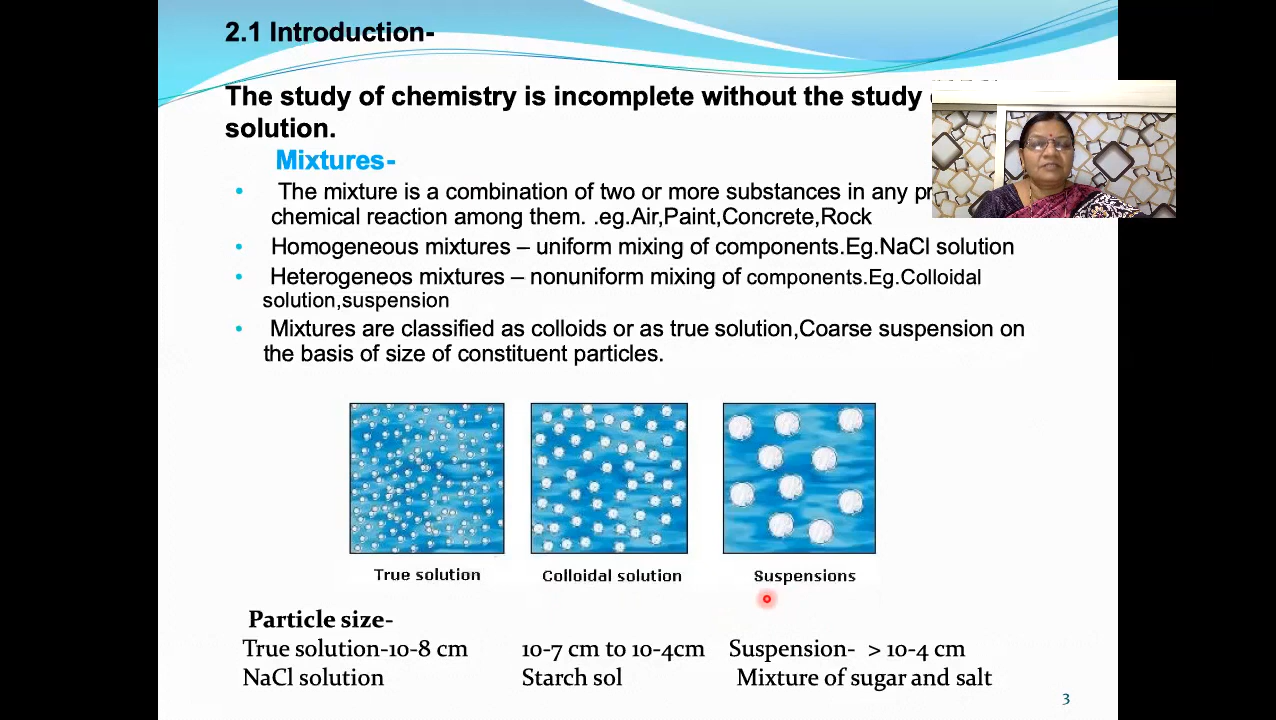 2.1 Introduction-
The study of chemistry is incomplete without the study
solution.
Mixtures-
• The mixture is a combination of two or more substances in any
chemical reaction among them. .eg.Air,Paint,Concrete,Rock
• Homogeneous mixtures – uniform mixing of components.Eg.NaCl solution
• Heterogeneos mixtures – nonuniform mixing of components.Eg.Colloidal
solution,suspension
• Mixtures are classified as colloids or as true solution,Coarse suspension on
the basis of size of constituent particles.
True solution Colloidal solution Suspensions
Particle size-
True solution-10-8 cm 10-7 cm to 10-4cm Suspension- > 10-4 cm
NaCl solution Starch sol Mixture of sugar and salt
3